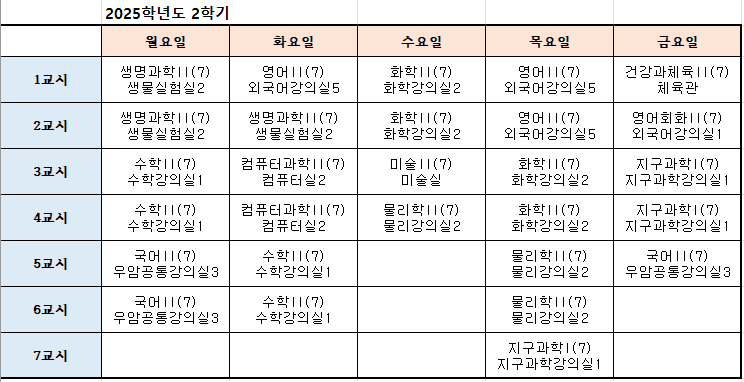 2025학년도 2학기
월요일 화요일 수요일 목요일 금요일
1교시 생명과학II(7) 영어II(7) 화학II(7) 영어II(7) 건강과체육II(7)
생물실험실2 외국어강의실5 화학강의실2 외국어강의실5 체육관
2교시 생명과학II(7) 생명과학II(7) 화학II(7) 영어II(7) 영어회화II(7)
생물실험실2 생물실험실2 화학강의실2 외국어강의실5 외국어강의실1
3교시 수학II(7) 컴퓨터과학II(7) 미술II(7) 화학II(7) 지구과학I(7)
수학강의실1 컴퓨터실2 미술실 화학강의실2 지구과학강의실1
4교시 수학II(7) 컴퓨터과학II(7) 물리학II(7) 화학II(7) 지구과학I(7)
수학강의실1 컴퓨터실2 물리강의실2 화학강의실2 지구과학강의실1
5교시 국어II(7) 수학II(7) 물리학II(7) 국어II(7)
우암공통강의실3 수학강의실1 물리강의실2 우암공통강의실3
6교시 국어II(7) 수학II(7) 물리학II(7)
우암공통강의실3 수학강의실1 물리강의실2
7교시 지구과학I(7)
지구과학강의실1